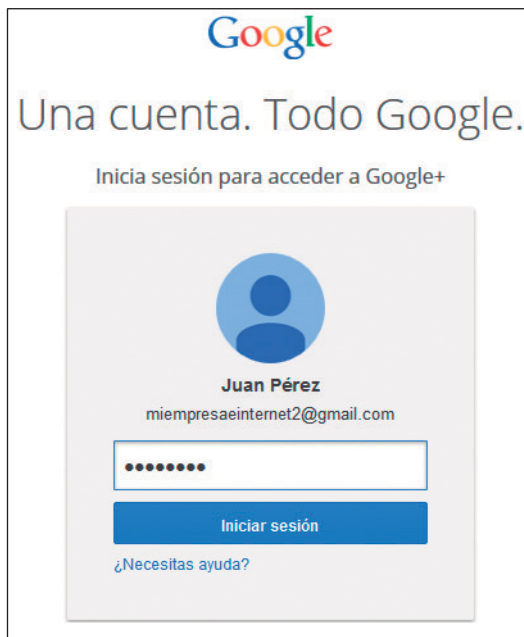 Google
Una cuenta. Todo Google.
Inicia sesión para acceder a Google+
Juan Pérez
miempresaeinternet2@gmail.com
••••••••
Iniciar sesión
¿Necesitas ayuda?